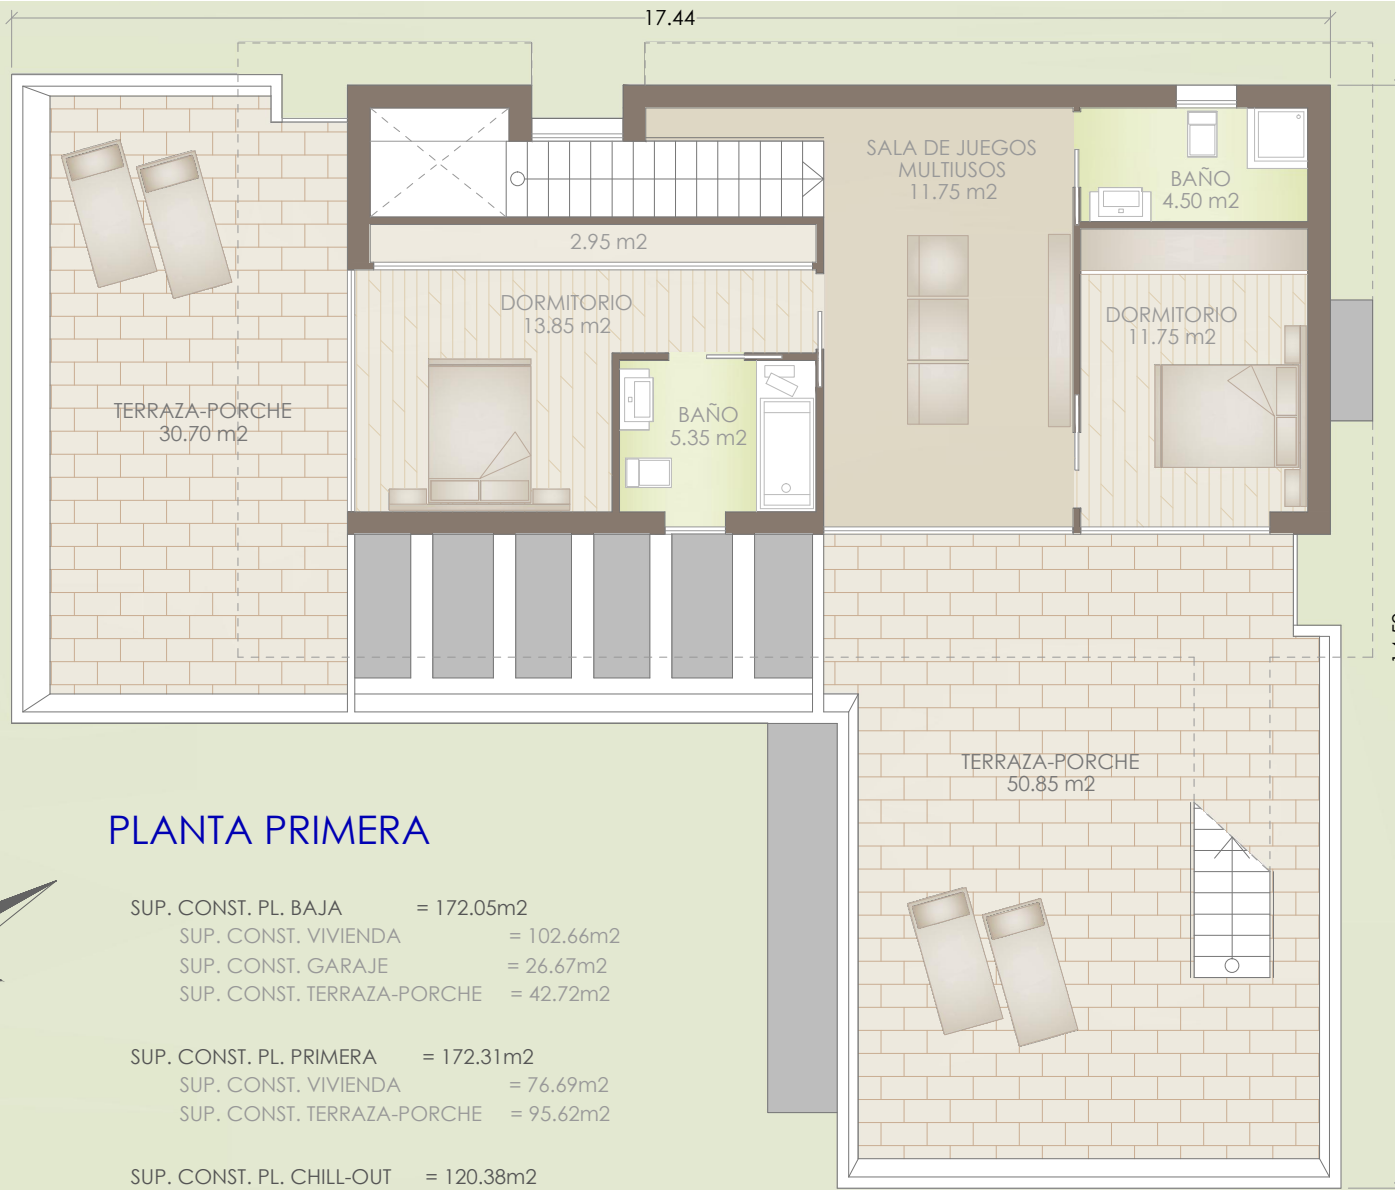 17.44
SALA DE JUEGOS
MULTIUSOS
11.75 m2
BAÑO
4.50 m2
2.95 m2
DORMITORIO
13.85 m2
DORMITORIO
11.75 m2
TERRAZA-PORCHE
30.70 m2
BAÑO
5.35 m2
TERRAZA-PORCHE
50.85 m2
PLANTA PRIMERA
SUP. CONST. PL. BAJA = 172.05m2
SUP. CONST. VIVIENDA = 102.66m2
SUP. CONST. GARAJE = 26.67m2
SUP. CONST. TERRAZA-PORCHE = 42.72m2
SUP. CONST. PL. PRIMERA = 172.31m2
SUP. CONST. VIVIENDA = 76.69m2
SUP. CONST. TERRAZA-PORCHE = 95.62m2
SUP. CONST. PL. CHILL-OUT = 120.38m2